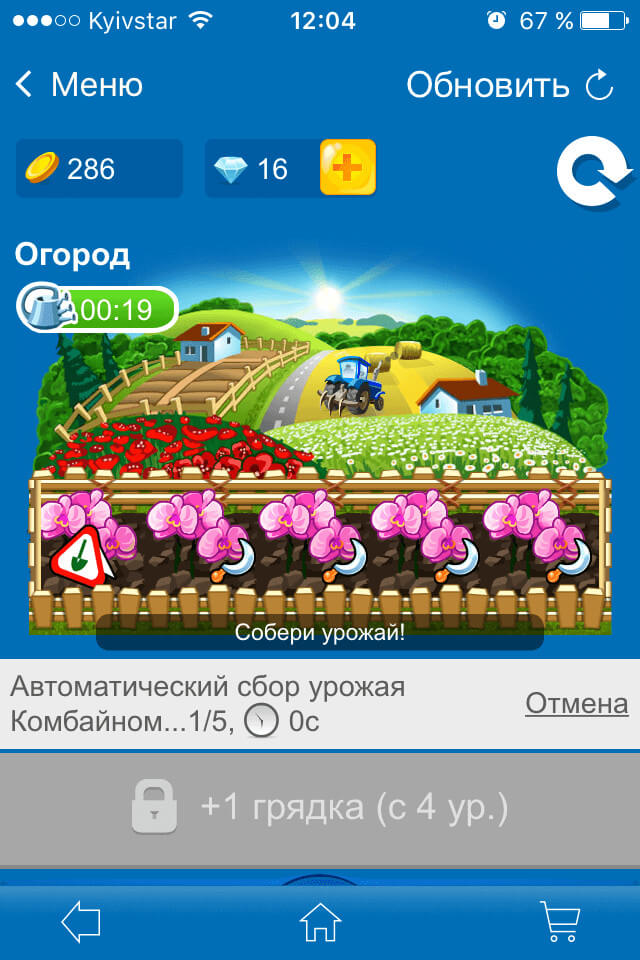 Kyivstar 12:04 67 %
Меню Обновить
286 16
Огород
00:19
Собери урожай!
Автоматический сбор урожая
Комбайном...1/5, 0с
Отмена
+1 грядка (с 4 ур.)